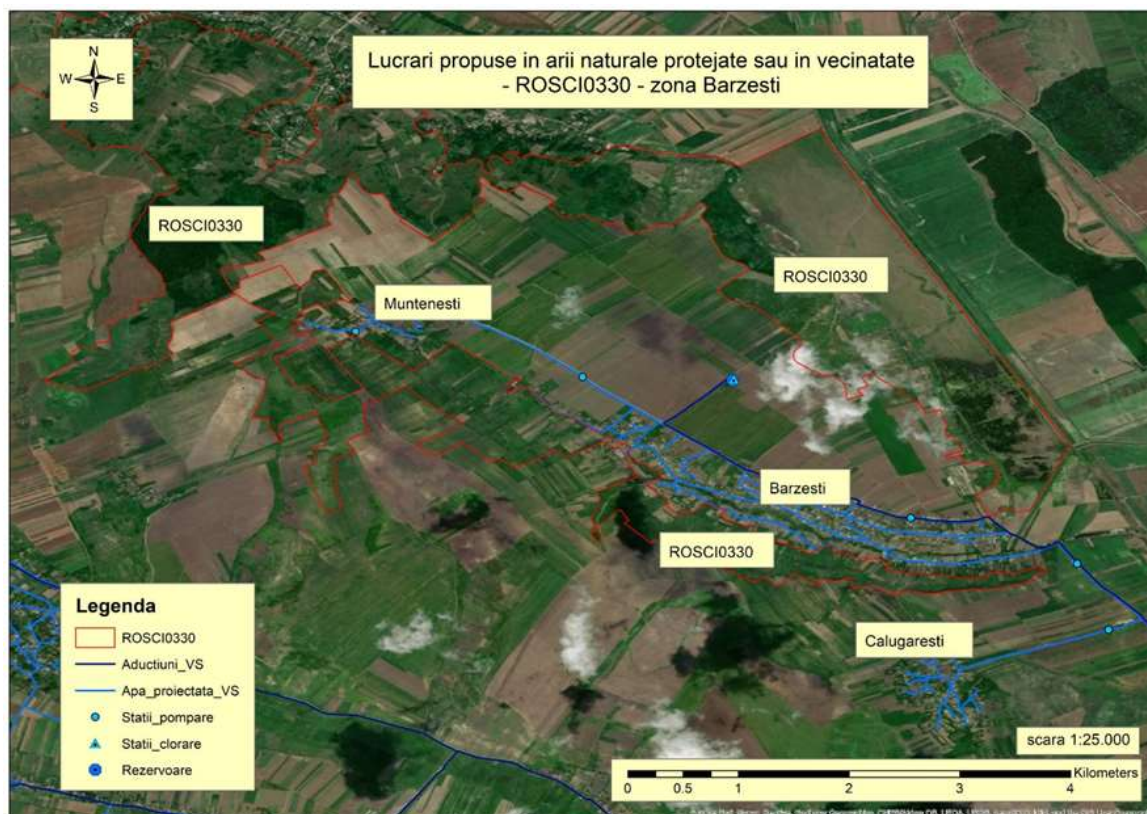 N
W E
S
Lucrari propuse in arii naturale protejate sau in vecinatate
- ROSCI0330 - zona Barzesti
ROSCI0330
ROSCI0330
Muntenesti
Barzesti
ROSCI0330
Calugaresti
Legenda
ROSCI0330
Aductiuni_VS
Apa_proiectata_VS
Statii_pompare
Statii_clorare
Rezervoare
scara 1:25.000
Kilometers
0 0.5 1 2 3 4